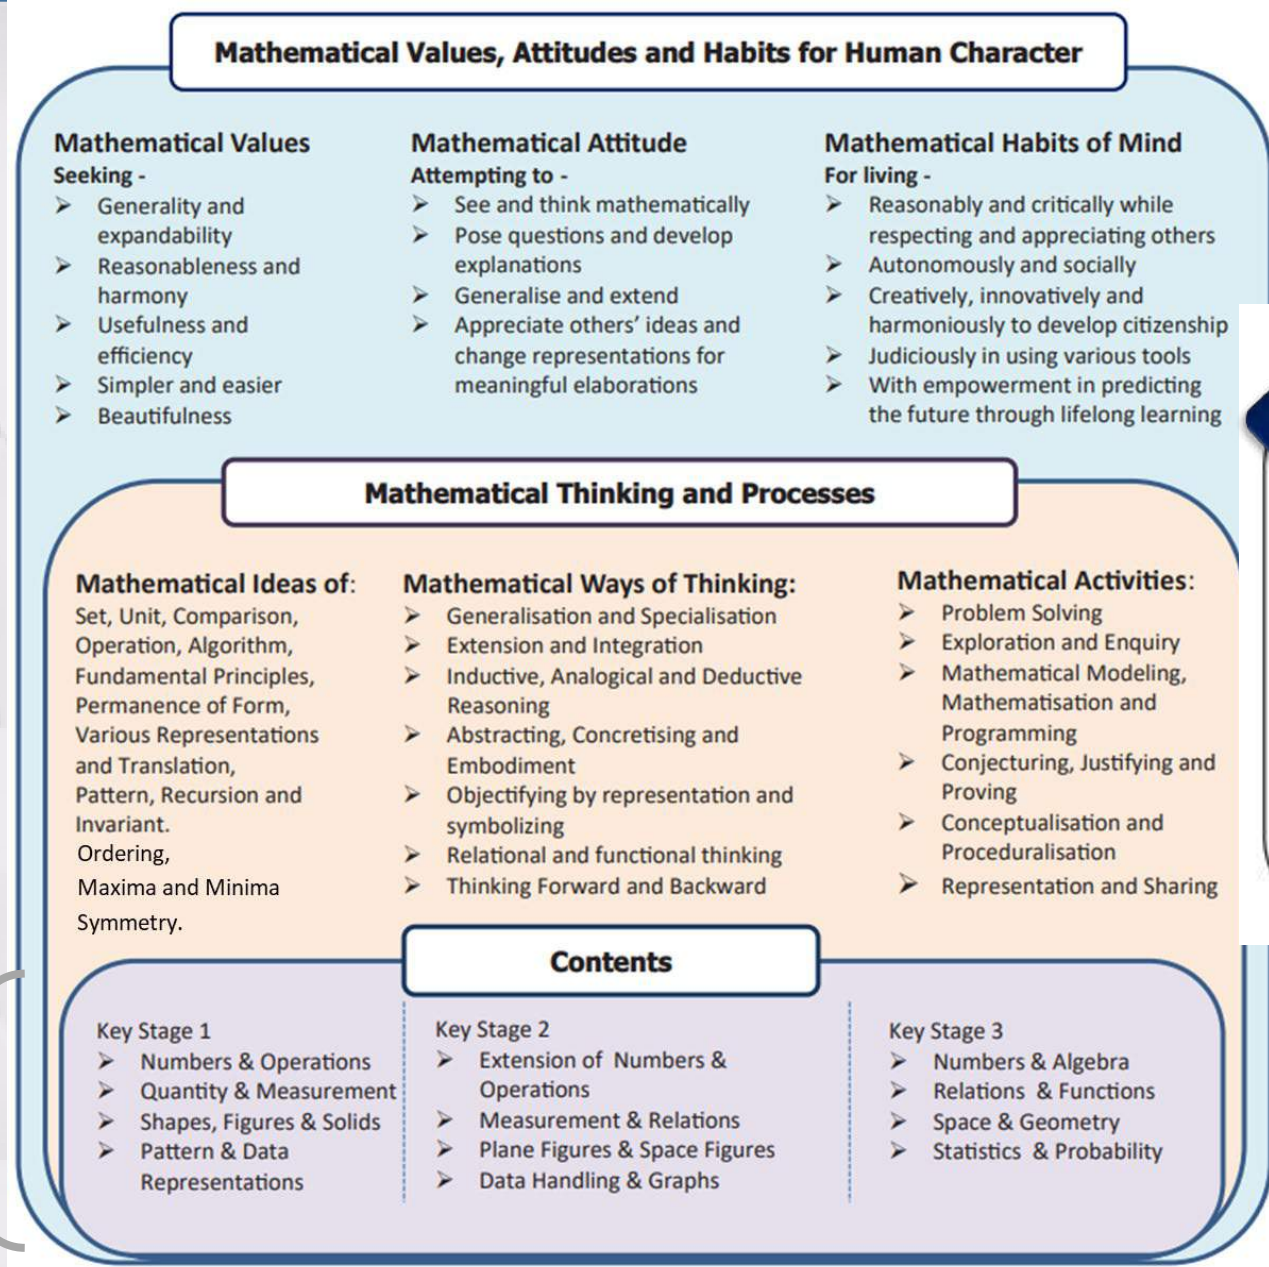 Mathematical Values, Attitudes and Habits for Human Character
Mathematical Values
Seeking -
➢ Generality and
expandability
➢ Reasonableness and
harmony
➢ Usefulness and
efficiency
➢ Simpler and easier
➢ Beautifulness
Mathematical Attitude
Attempting to -
➢ See and think mathematically
➢ Pose questions and develop
explanations
➢ Generalise and extend
➢ Appreciate others’ ideas and
change representations for
meaningful elaborations
Mathematical Habits of Mind
For living -
➢ Reasonably and critically while
respecting and appreciating others
➢ Autonomously and socially
➢ Creatively, innovatively and
harmoniously to develop citizenship
➢ Judiciously in using various tools
➢ With empowerment in predicting
the future through lifelong learning
Mathematical Thinking and Processes
Mathematical Ideas of:
Set, Unit, Comparison,
Operation, Algorithm,
Fundamental Principles,
Permanence of Form,
Various Representations
and Translation,
Pattern, Recursion and
Invariant.
Ordering,
Maxima and Minima
Symmetry.
Mathematical Ways of Thinking:
➢ Generalisation and Specialisation
➢ Extension and Integration
➢ Inductive, Analogical and Deductive
Reasoning
➢ Abstracting, Concretising and
Embodiment
➢ Objectifying by representation and
symbolizing
➢ Relational and functional thinking
➢ Thinking Forward and Backward
Mathematical Activities:
➢ Problem Solving
➢ Exploration and Enquiry
➢ Mathematical Modeling,
Mathematisation and
Programming
➢ Conjecturing, Justifying and
Proving
➢ Conceptualisation and
Proceduralisation
➢ Representation and Sharing
Contents
Key Stage 1
➢ Numbers & Operations
➢ Quantity & Measurement
➢ Shapes, Figures & Solids
➢ Pattern & Data
Representations
Key Stage 2
➢ Extension of Numbers &
Operations
➢ Measurement & Relations
➢ Plane Figures & Space Figures
➢ Data Handling & Graphs
Key Stage 3
➢ Numbers & Algebra
➢ Relations & Functions
➢ Space & Geometry
➢ Statistics & Probability